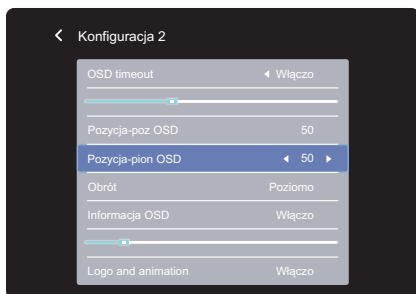 Konfiguracja 2
OSD timeout Włączo
Pozycja-poz OSD 50
Pozycja-pion OSD 50
Obrót Poziomo
Informacja OSD Włączo
Logo and animation Włączo